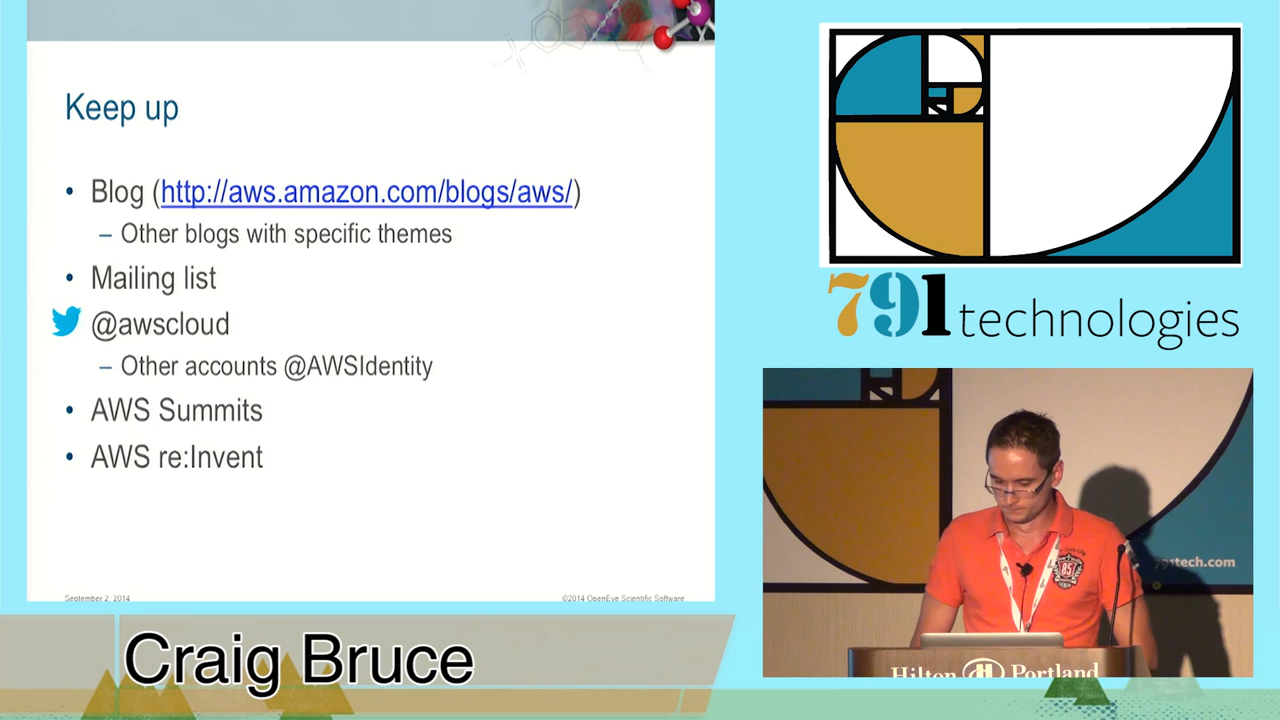 Keep up
• Blog (http://aws.amazon.com/blogs/aws/)
– Other blogs with specific themes
• Mailing list
@awscloud
– Other accounts @AWSIdentity
• AWS Summits
• AWS re:Invent
September 2, 2014
©2014 OpenEye Scientific Software
791 technologies
791tech.com
85
Hilton Portland
Craig Bruce